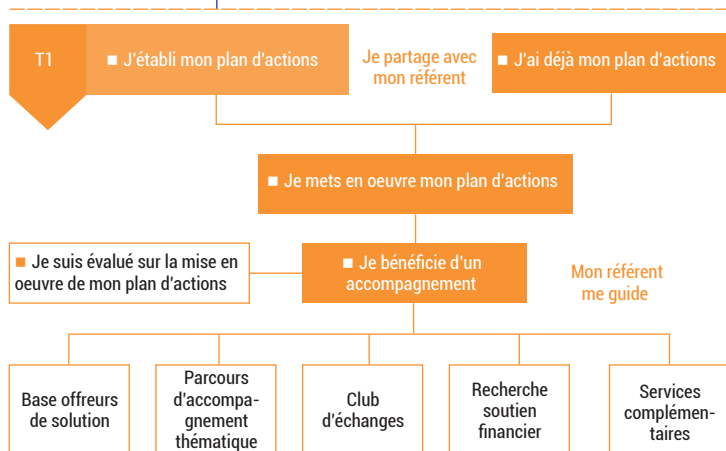 T1
■ J'établi mon plan d'actions
Je partage avec
mon référent
■ J'ai déjà mon plan d'actions
■ Je mets en oeuvre mon plan d'actions
■ Je suis évalué sur la mise en
oeuvre de mon plan d'actions
■ Je bénéficie d'un
accompagnement
Mon référent
me guide
Base offreurs
de solution
Parcours
d'accompa-
gnement
thématique
Club
d'échanges
Recherche
soutien
financier
Services
complémen-
taires